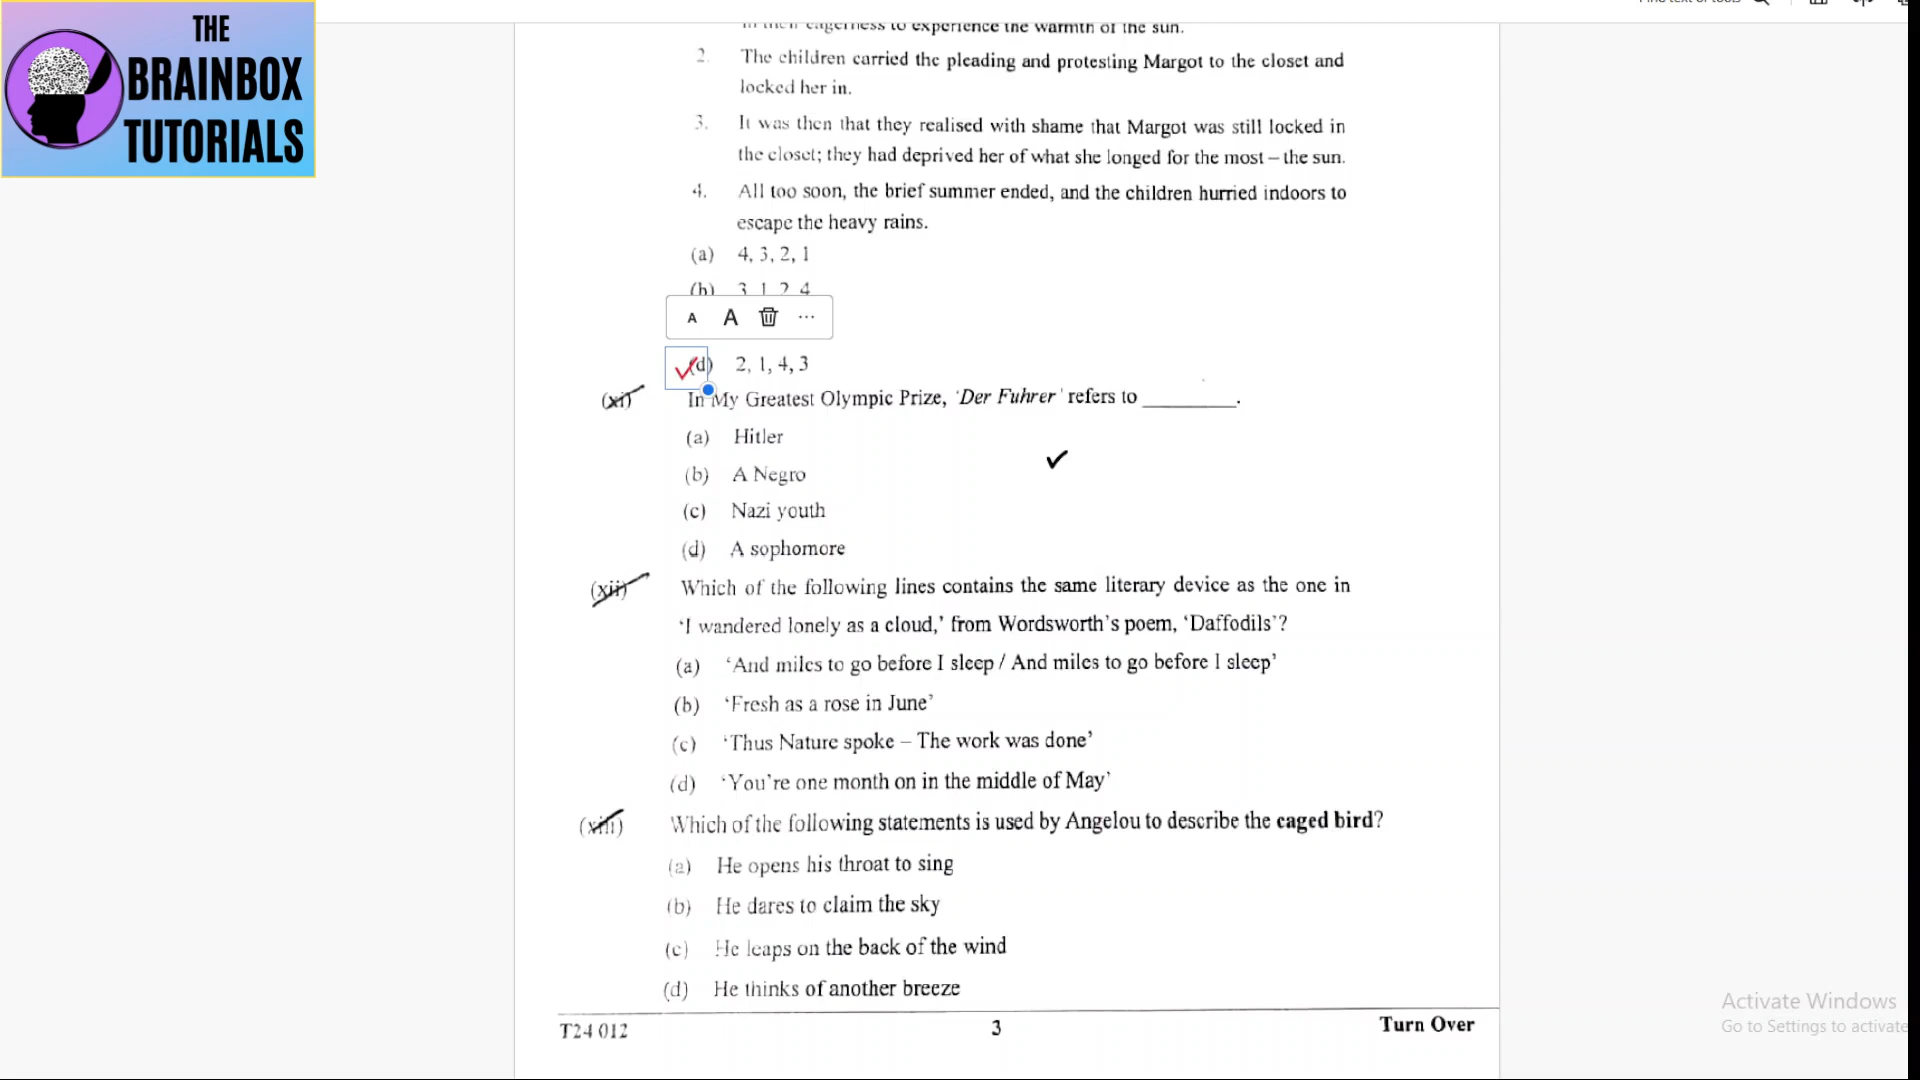 THE
BRAINBOX
TUTORIALS
in their eagerness to experience the warmth of the sun.
2. The children carried the pleading and protesting Margot to the closet and
locked her in.
3. It was then that they realised with shame that Margot was still locked in
the closet; they had deprived her of what she longed for the most – the sun.
4. All too soon, the brief summer ended, and the children hurried indoors to
escape the heavy rains.
(a) 4, 3, 2, 1
(b) 3 1 2 4
A A ...
(d) 2, 1, 4, 3
(xi) In My Greatest Olympic Prize, 'Der Fuhrer' refers to ________.
(a) Hitler
(b) A Negro
(c) Nazi youth
(d) A sophomore
(xii) Which of the following lines contains the same literary device as the one in
'I wandered lonely as a cloud,' from Wordsworth's poem, 'Daffodils'?
(a) 'And miles to go before I sleep / And miles to go before I sleep'
(b) 'Fresh as a rose in June'
(c) 'Thus Nature spoke – The work was done'
(d) 'You're one month on in the middle of May'
(xiii) Which of the following statements is used by Angelou to describe the caged bird?
(a) He opens his throat to sing
(b) He dares to claim the sky
(c) He leaps on the back of the wind
(d) He thinks of another breeze
T24 012 3 Turn Over
Activate Windows
Go to Settings to activate